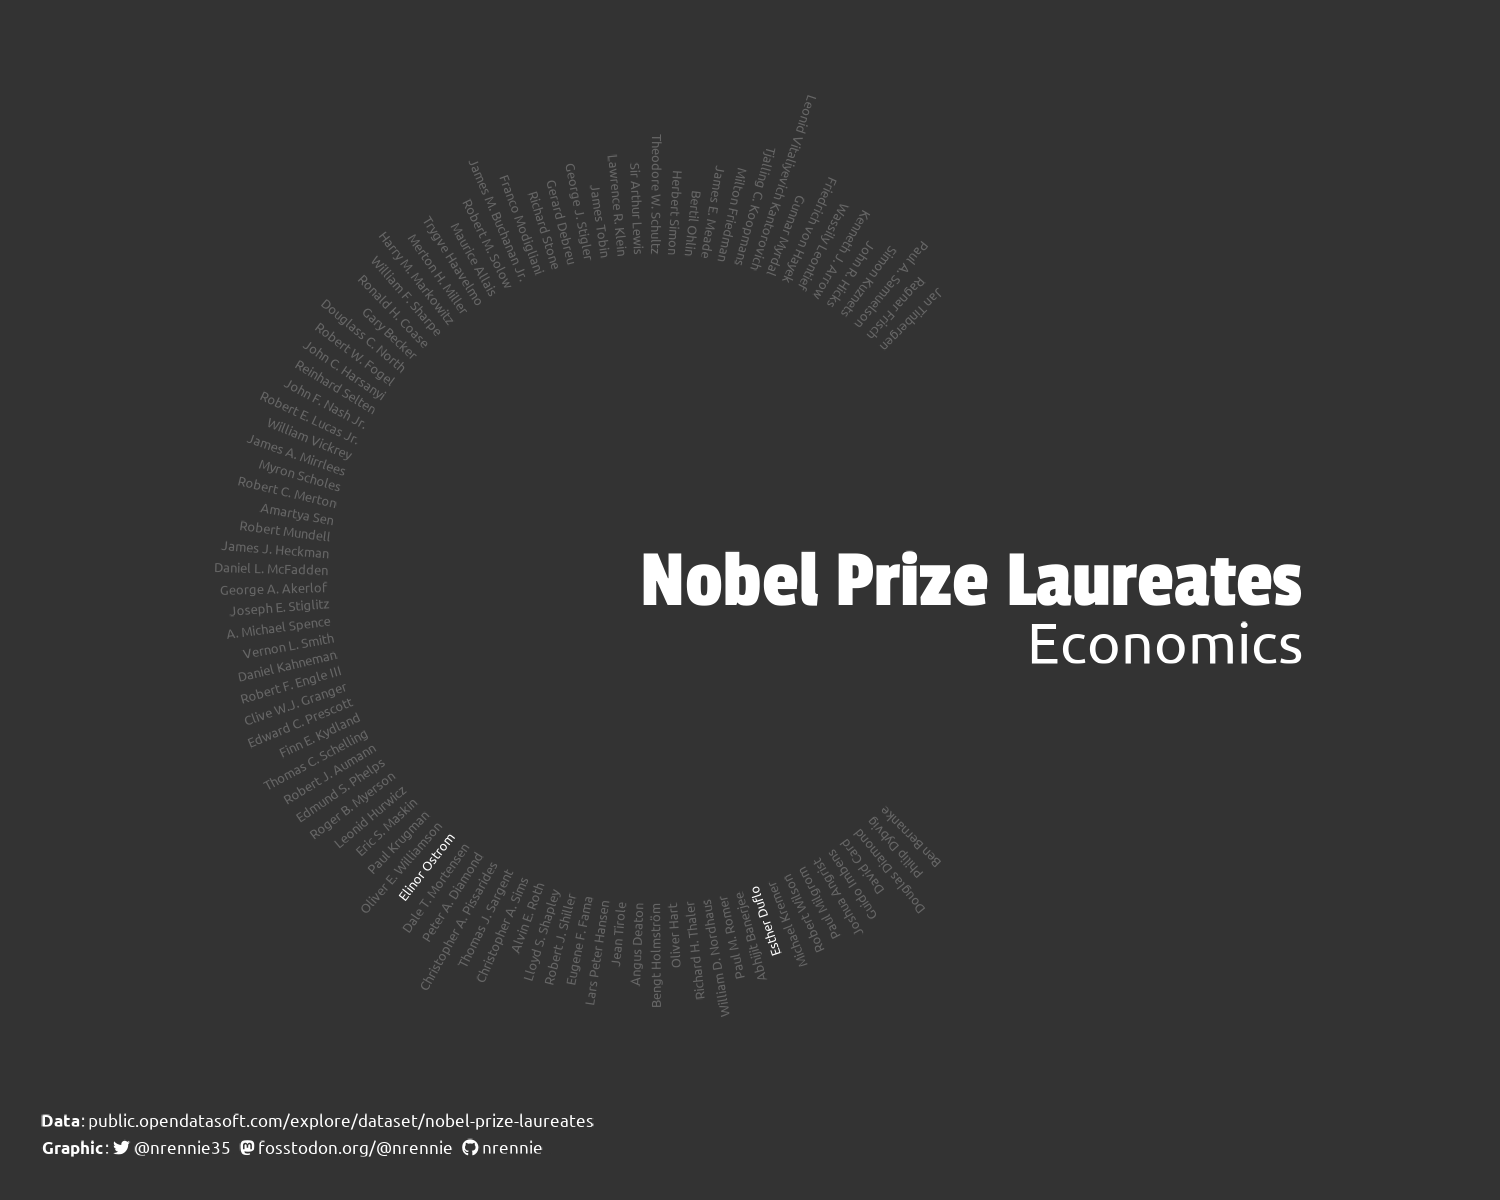 Jan Tinbergen
Ragnar Frisch
Paul A. Samuelson
Simon Kuznets
John R. Hicks
Kenneth J. Arrow
Wassily Leontief
Friedrich von Hayek
Gunnar Myrdal
Leonid Vitaliyevich Kantorovich
Tjalling C. Koopmans
Milton Friedman
James E. Meade
Bertil Ohlin
Herbert Simon
Theodore W. Schultz
Sir Arthur Lewis
Lawrence R. Klein
James Tobin
George J. Stigler
Gerard Debreu
Richard Stone
Franco Modigliani
James M. Buchanan Jr.
Robert M. Solow
Maurice Allais
Trygve Haavelmo
Merton H. Miller
Harry M. Markowitz
William F. Sharpe
Ronald H. Coase
Gary Becker
Douglass C. North
Robert W. Fogel
John C. Harsanyi
Reinhard Selten
John F. Nash Jr.
Robert E. Lucas Jr.
William Vickrey
James A. Mirrlees
Myron Scholes
Robert C. Merton
Amartya Sen
Robert Mundell
James J. Heckman
Daniel L. McFadden
George A. Akerlof
Joseph E. Stiglitz
A. Michael Spence
Vernon L. Smith
Daniel Kahneman
Robert F. Engle III
Clive W.J. Granger
Edward C. Prescott
Finn E. Kydland
Thomas C. Schelling
Robert J. Aumann
Edmund S. Phelps
Roger B. Myerson
Leonid Hurwicz
Eric S. Maskin
Paul Krugman
Oliver E. Williamson
Elinor Ostrom
Dale T. Mortensen
Peter A. Diamond
Christopher A. Pissarides
Thomas J. Sargent
Christopher A. Sims
Alvin E. Roth
Lloyd S. Shapley
Robert J. Shiller
Eugene F. Fama
Lars Peter Hansen
Jean Tirole
Angus Deaton
Bengt Holmström
Oliver Hart
Richard H. Thaler
William D. Nordhaus
Paul M. Romer
Abhijit Banerjee
Esther Duflo
Michael Kremer
Robert Wilson
Paul Milgrom
Joshua Angrist
Guido Imbens
David Card
Douglas Diamond
Philip Dybvig
Ben Bernanke
Nobel Prize Laureates
Economics
Data: public.opendatasoft.com/explore/dataset/nobel-prize-laureates
Graphic: @nrennie35 fosstodon.org/@nrennie nrennie